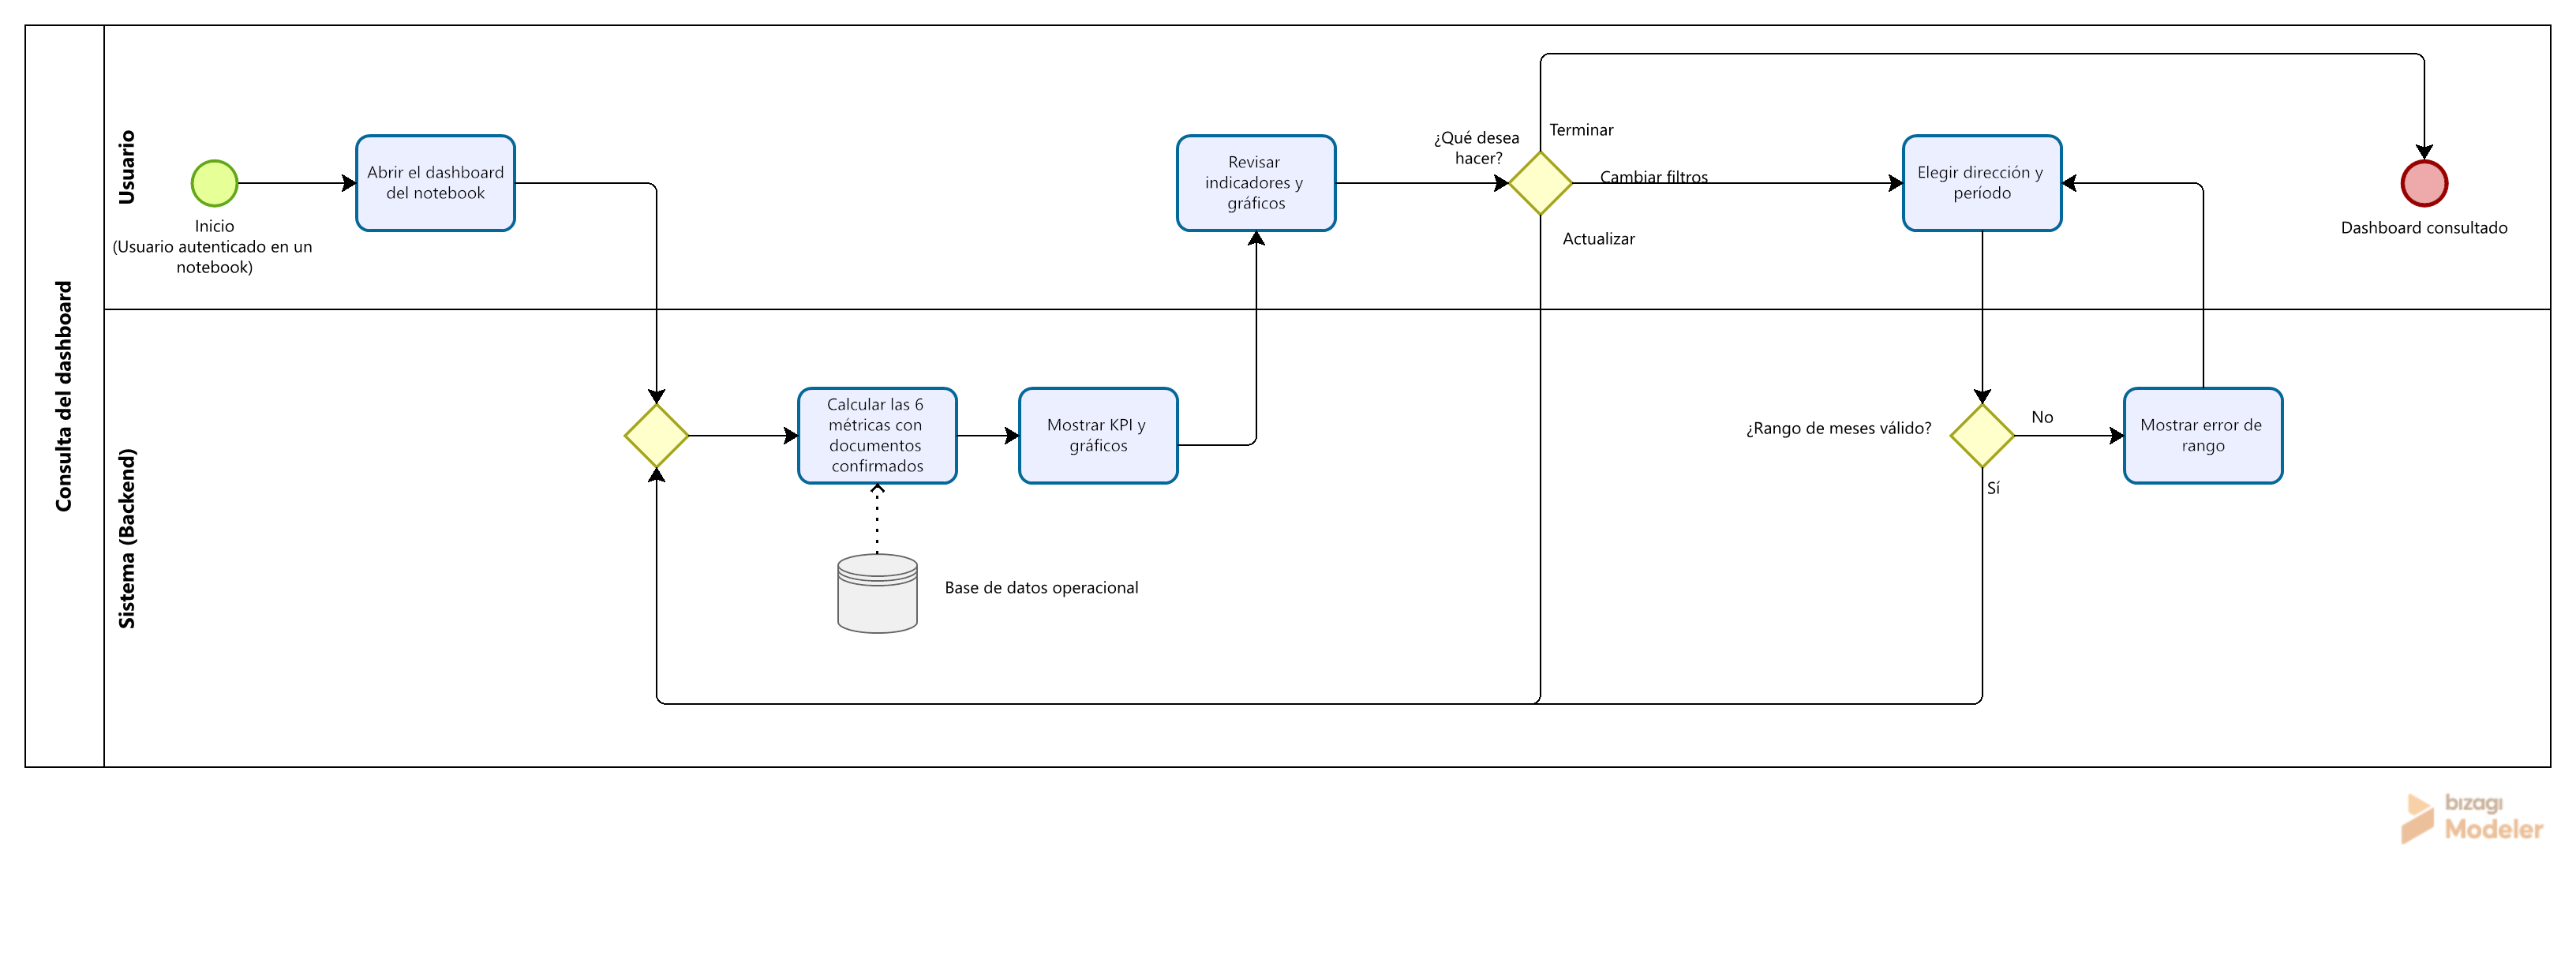 Consulta del dashboard
Usuario
Inicio
(Usuario autenticado en un
notebook)
Abrir el dashboard
del notebook
Revisar
indicadores y
gráficos
¿Qué desea
hacer?
Terminar
Cambiar filtros
Actualizar
Elegir dirección y
período
Dashboard consultado
Sistema (Backend)
Calcular las 6
métricas con
documentos
confirmados
Mostrar KPI y
gráficos
Base de datos operacional
¿Rango de meses válido?
No
Sí
Mostrar error de
rango
bizagi
Modeler